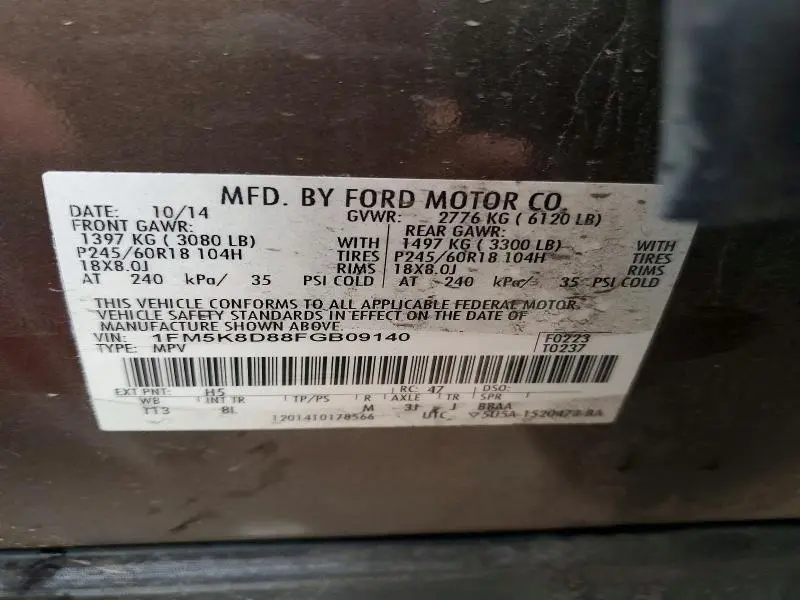 MFD. BY FORD MOTOR CO.
DATE: 10/14 GVWR: 2776 KG ( 6120 LB)
FRONT GAWR: REAR GAWR:
1397 KG ( 3080 LB) WITH 1497 KG ( 3300 LB) WITH
P245/60R18 104H TIRES P245/60R18 104H TIRES
18X8.0J RIMS 18X8.0J RIMS
AT 240 kPa/ 35 PSI COLD AT 240 kPa/ 35 PSI COLD
THIS VEHICLE CONFORMS TO ALL APPLICABLE FEDERAL MOTOR
VEHICLE SAFETY STANDARDS IN EFFECT ON THE DATE OF
MANUFACTURE SHOWN ABOVE
VIN: 1FM5K8D88FGB09140 F0223
TYPE: MPV T0237
EXT PNT: H5 RC: 47 DSO:
WB INT TR TP/PS R AXLE TR SPR
8L M 3J J BBAA
1201410178566 UTC